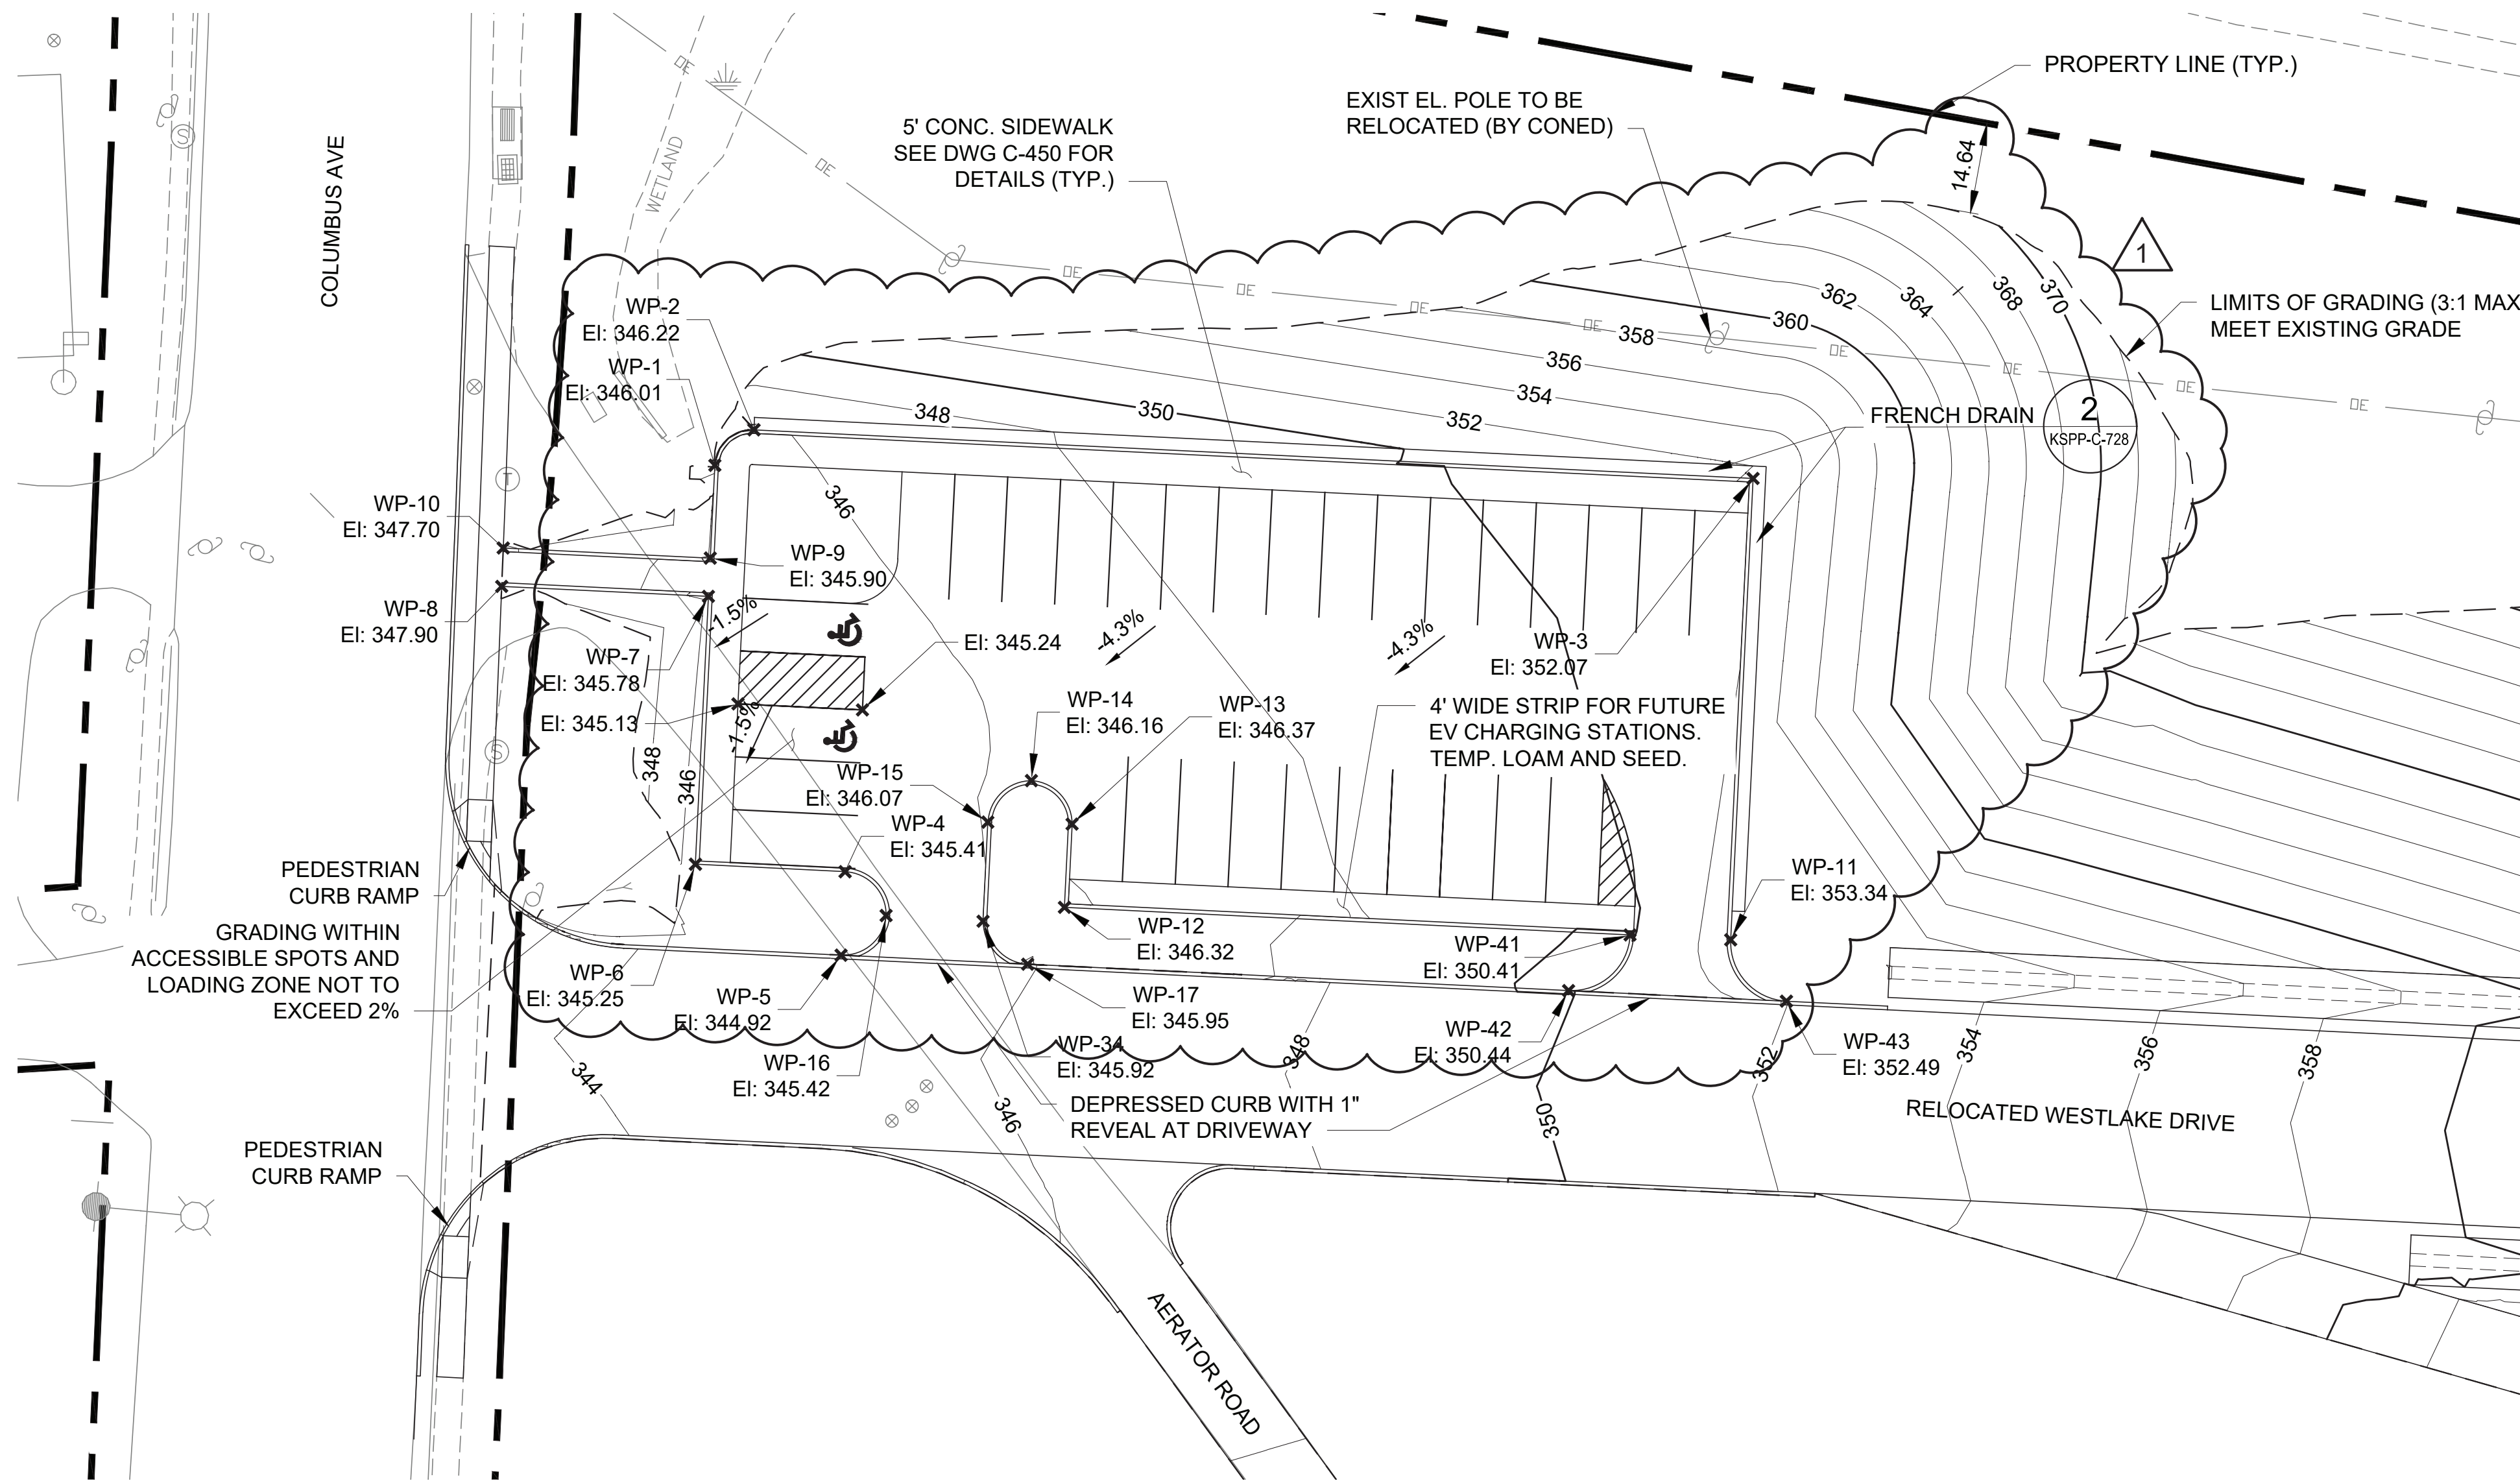 PROPERTY LINE (TYP.)
EXIST EL. POLE TO BE
RELOCATED (BY CONED)
5' CONC. SIDEWALK
SEE DWG C-450 FOR
DETAILS (TYP.)
COLUMBUS AVE
WETLAND
OE
OE
OE
OE
OE
OE
OE
OE
OE
OE
14.64
1
LIMITS OF GRADING (3:1 MAX
MEET EXISTING GRADE
S
WP-2
El: 346.22
WP-1
El: 346.01
362
364
368
370
360
358
356
354
352
350
348
346
FRENCH DRAIN
2
KSPP-C-728
T
WP-10
El: 347.70
WP-9
El: 345.90
WP-8
El: 347.90
-1.5%
El: 345.24
-4.3%
-4.3%
WP-3
El: 352.07
WP-7
El: 345.78
El: 345.13
-1.5%
WP-14
El: 346.16
WP-13
El: 346.37
4' WIDE STRIP FOR FUTURE
EV CHARGING STATIONS.
TEMP. LOAM AND SEED.
S
348
346
WP-15
El: 346.07
WP-4
El: 345.41
PEDESTRIAN
CURB RAMP
WP-11
El: 353.34
GRADING WITHIN
ACCESSIBLE SPOTS AND
LOADING ZONE NOT TO
EXCEED 2%
WP-12
El: 346.32
WP-41
El: 350.41
WP-6
El: 345.25
WP-5
El: 344.92
WP-17
El: 345.95
WP-42
El: 350.44
WP-43
El: 352.49
WP-34
El: 345.92
WP-16
El: 345.42
344
346
348
350
352
354
356
358
DEPRESSED CURB WITH 1"
REVEAL AT DRIVEWAY
RELOCATED WESTLAKE DRIVE
PEDESTRIAN
CURB RAMP
AERATOR ROAD